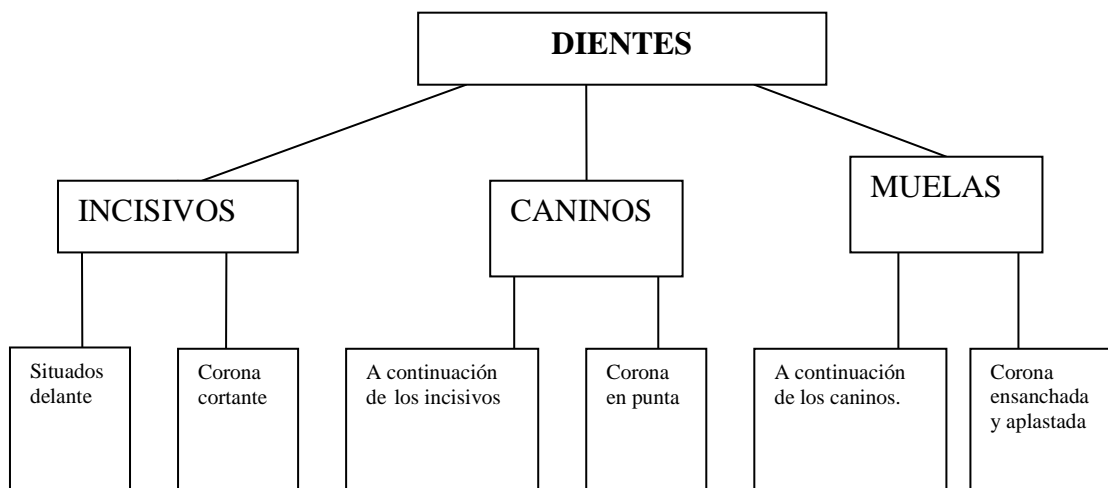 DIENTES
INCISIVOS
CANINOS
MUELAS
Situados
delante
Corona
cortante
A continuación
de los incisivos
Corona
en punta
A continuación
de los caninos.
Corona
ensanchada
y aplastada